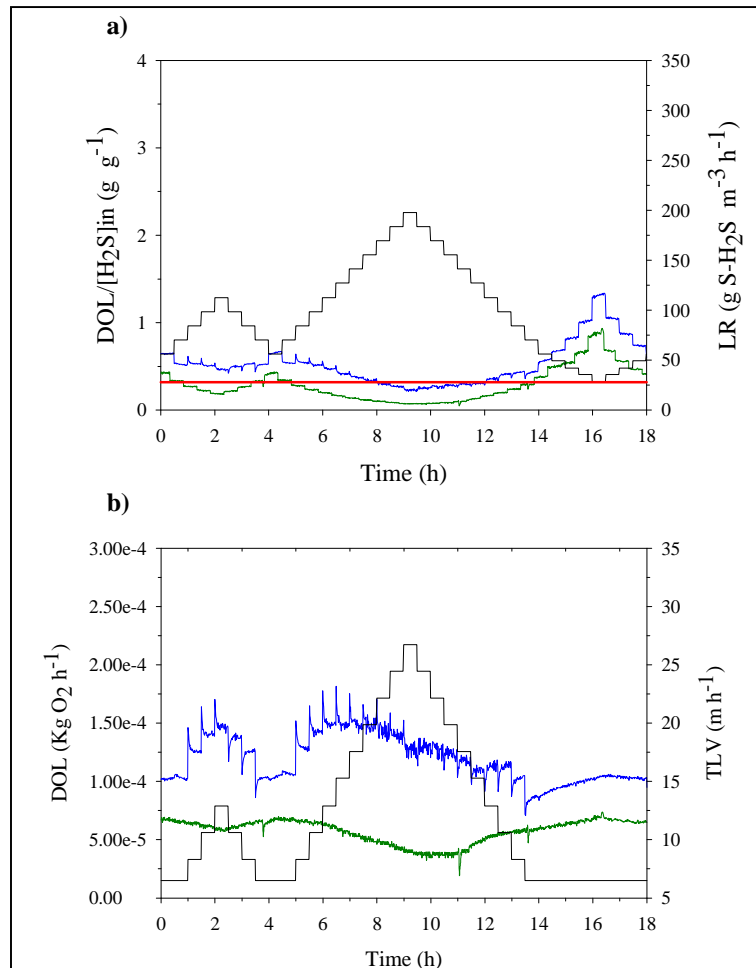 a)
DOL/[H2S]in (g g-1)
4
3
2
1
0
350
300
250
200
150
100
50
0
LR (g S-H2S m-3 h-1)
0 2 4 6 8 10 12 14 16 18
Time (h)
b)
DOL (Kg O2 h-1)
3.00e-4
2.50e-4
2.00e-4
1.50e-4
1.00e-4
5.00e-5
0.00
35
30
25
20
15
10
5
TLV (m h-1)
0 2 4 6 8 10 12 14 16 18
Time (h)